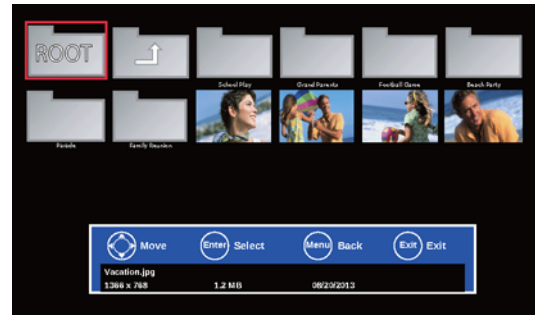 ROOT
School Play
Grand Parents
Football Game
Beach Party
Parade
Family Reunion
Move
Enter Select
Menu Back
Exit Exit
Vacation.jpg
1366 x 768 1.2 MB 08/20/2013